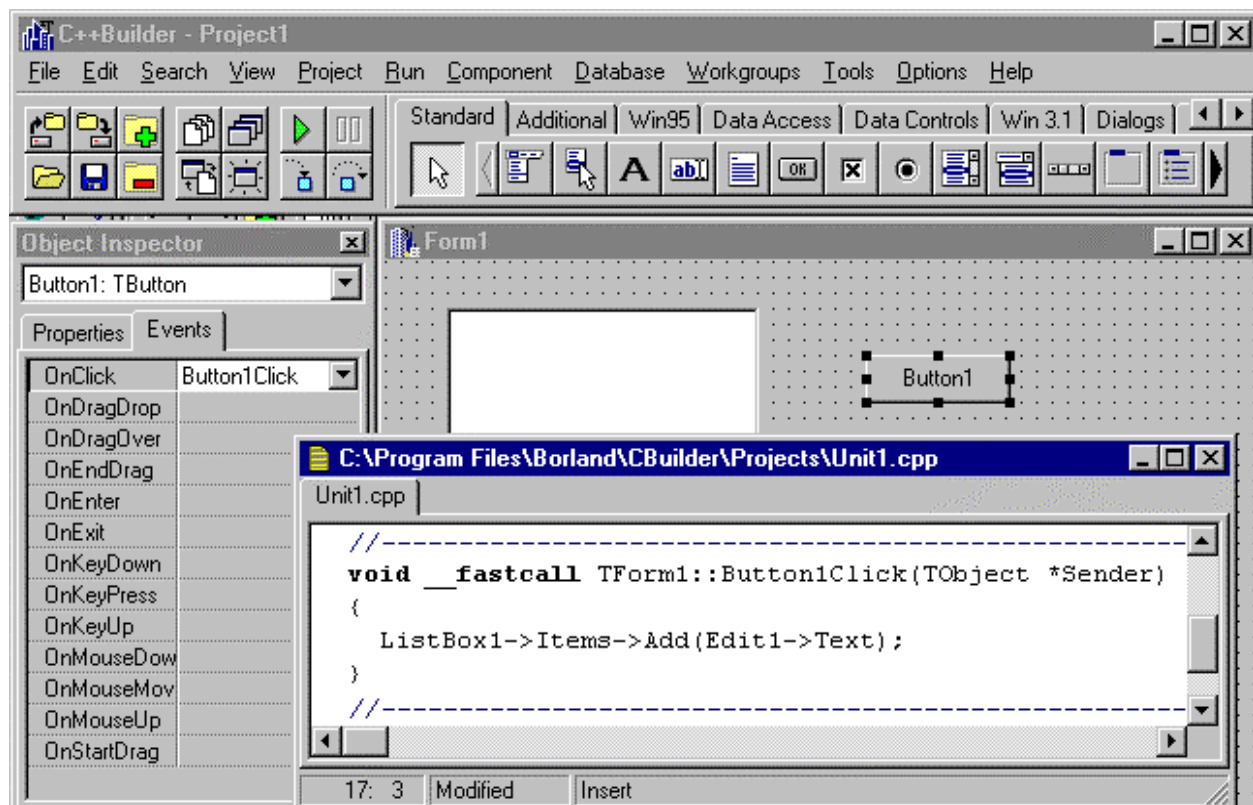 C++Builder - Project1
File Edit Search View Project Run Component Database Workgroups Tools Options Help
Standard Additional Win95 Data Access Data Controls Win 3.1 Dialogs
A ab OK
Object Inspector
Form1
Button1: TButton
Properties Events
Button1
OnClick Button1Click
OnDragDrop
OnDragOver
OnEndDrag
OnEnter
OnExit
OnKeyDown
OnKeyPress
OnKeyUp
OnMouseDow
OnMouseMov
OnMouseUp
OnStartDrag
C:\Program Files\Borland\CBuilder\Projects\Unit1.cpp
Unit1.cpp
//----------------------------------------------------
void __fastcall TForm1::Button1Click(TObject *Sender)
{
ListBox1->Items->Add(Edit1->Text);
}
//----------------------------------------------------
17: 3 Modified Insert